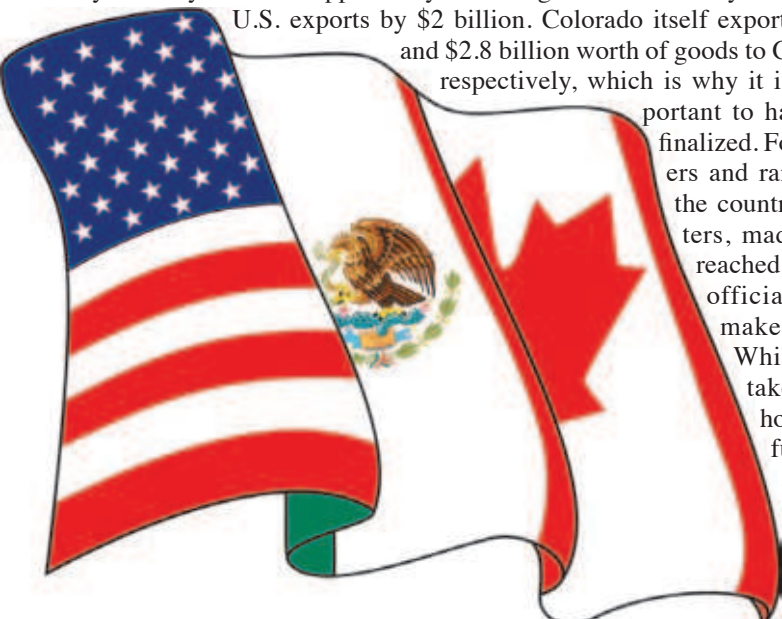 U.S. exports by $2 billion. Colorado itself export
and $2.8 billion worth of goods to C
respectively, which is why it i
portant to ha
finalized. Fo
ers and ra
the countr
ters, mad
reached
officia
make
Whi
tak
ho
fu